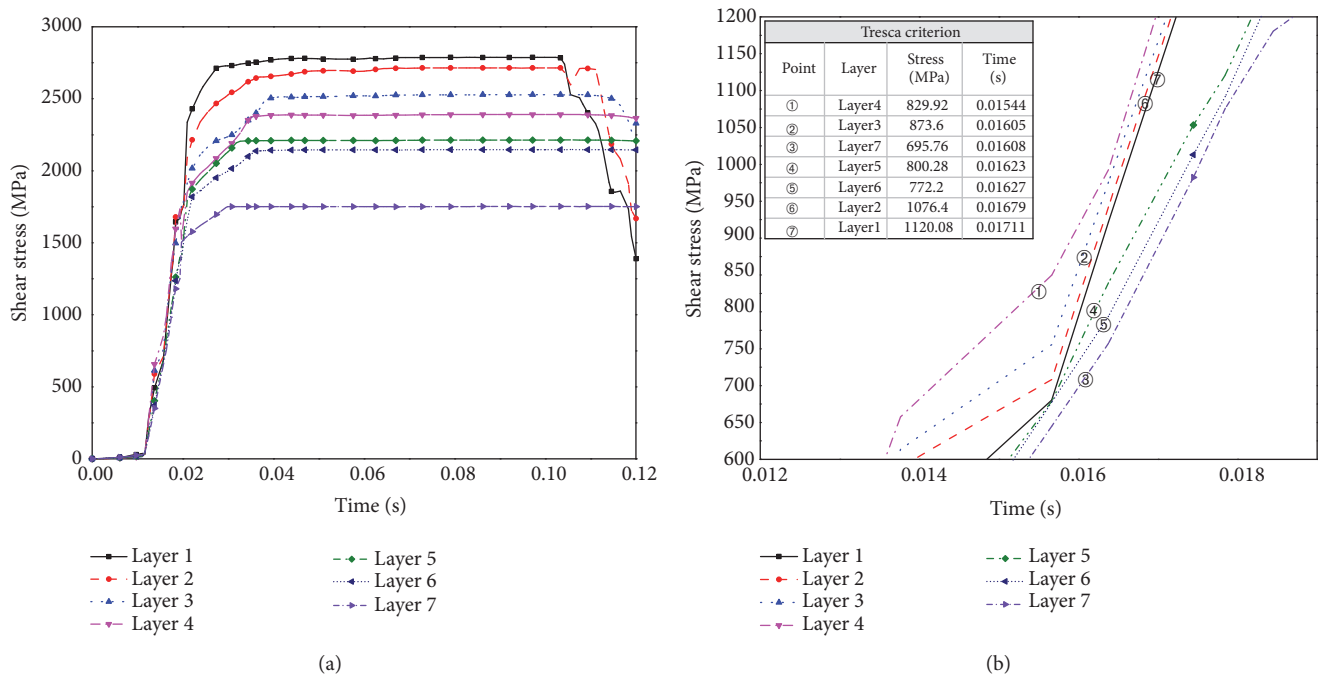 3000
2500
2000
1500
1000
500
0
Shear stress (MPa)
0.00
0.02
0.04
0.06
0.08
0.10
0.12
Time (s)
Layer 1
Layer 2
Layer 3
Layer 4
Layer 5
Layer 6
Layer 7
(a)
1200
1150
1100
1050
1000
950
900
850
800
750
700
650
600
Shear stress (MPa)
Tresca criterion
Point Layer Stress (MPa) Time (s)
① Layer4 829.92 0.01544
② Layer3 873.6 0.01605
③ Layer7 695.76 0.01608
④ Layer5 800.28 0.01623
⑤ Layer6 772.2 0.01627
⑥ Layer2 1076.4 0.01679
⑦ Layer1 1120.08 0.01711
⑦
⑥
②
①
④
⑤
③
0.012
0.014
0.016
0.018
Time (s)
Layer 1
Layer 2
Layer 3
Layer 4
Layer 5
Layer 6
Layer 7
(b)